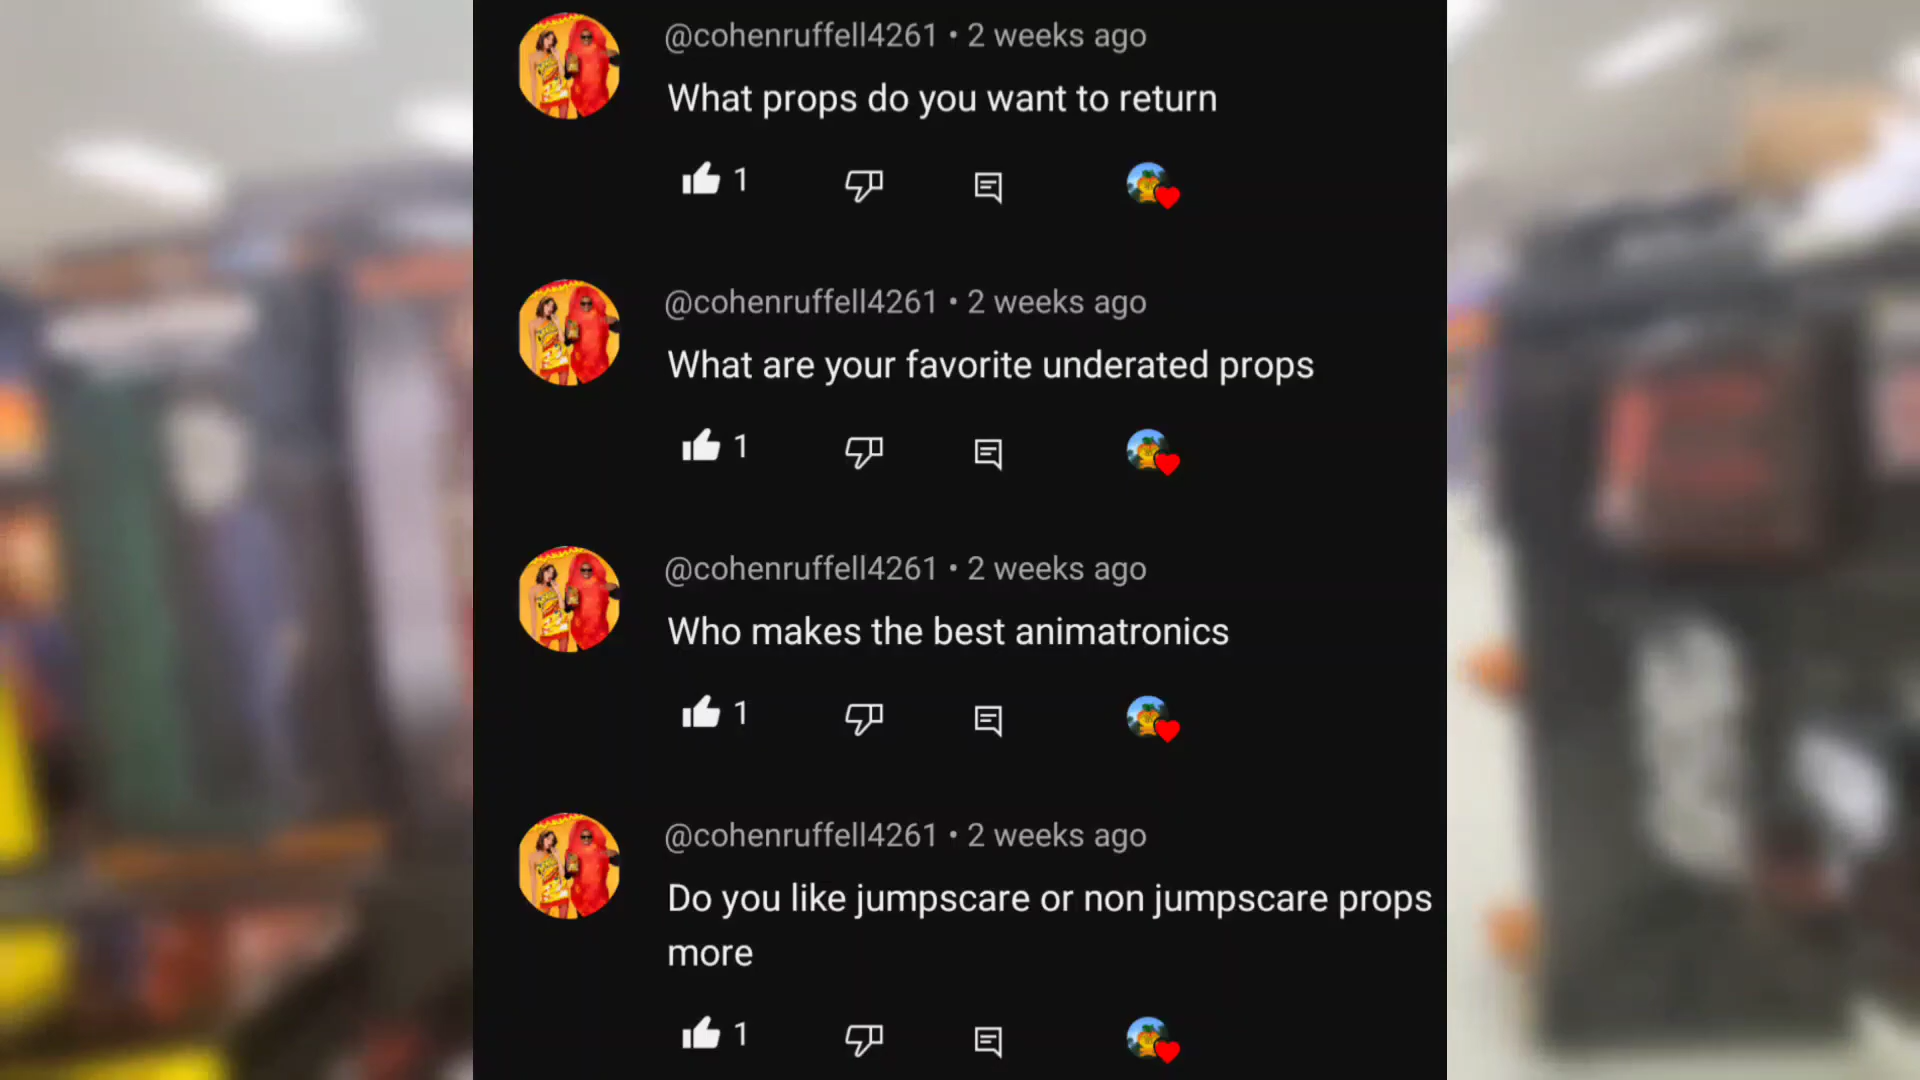 @cohenruffell4261 • 2 weeks ago
What props do you want to return
1
@cohenruffell4261 • 2 weeks ago
What are your favorite underated props
1
@cohenruffell4261 • 2 weeks ago
Who makes the best animatronics
1
@cohenruffell4261 • 2 weeks ago
Do you like jumpscare or non jumpscare props
more
1